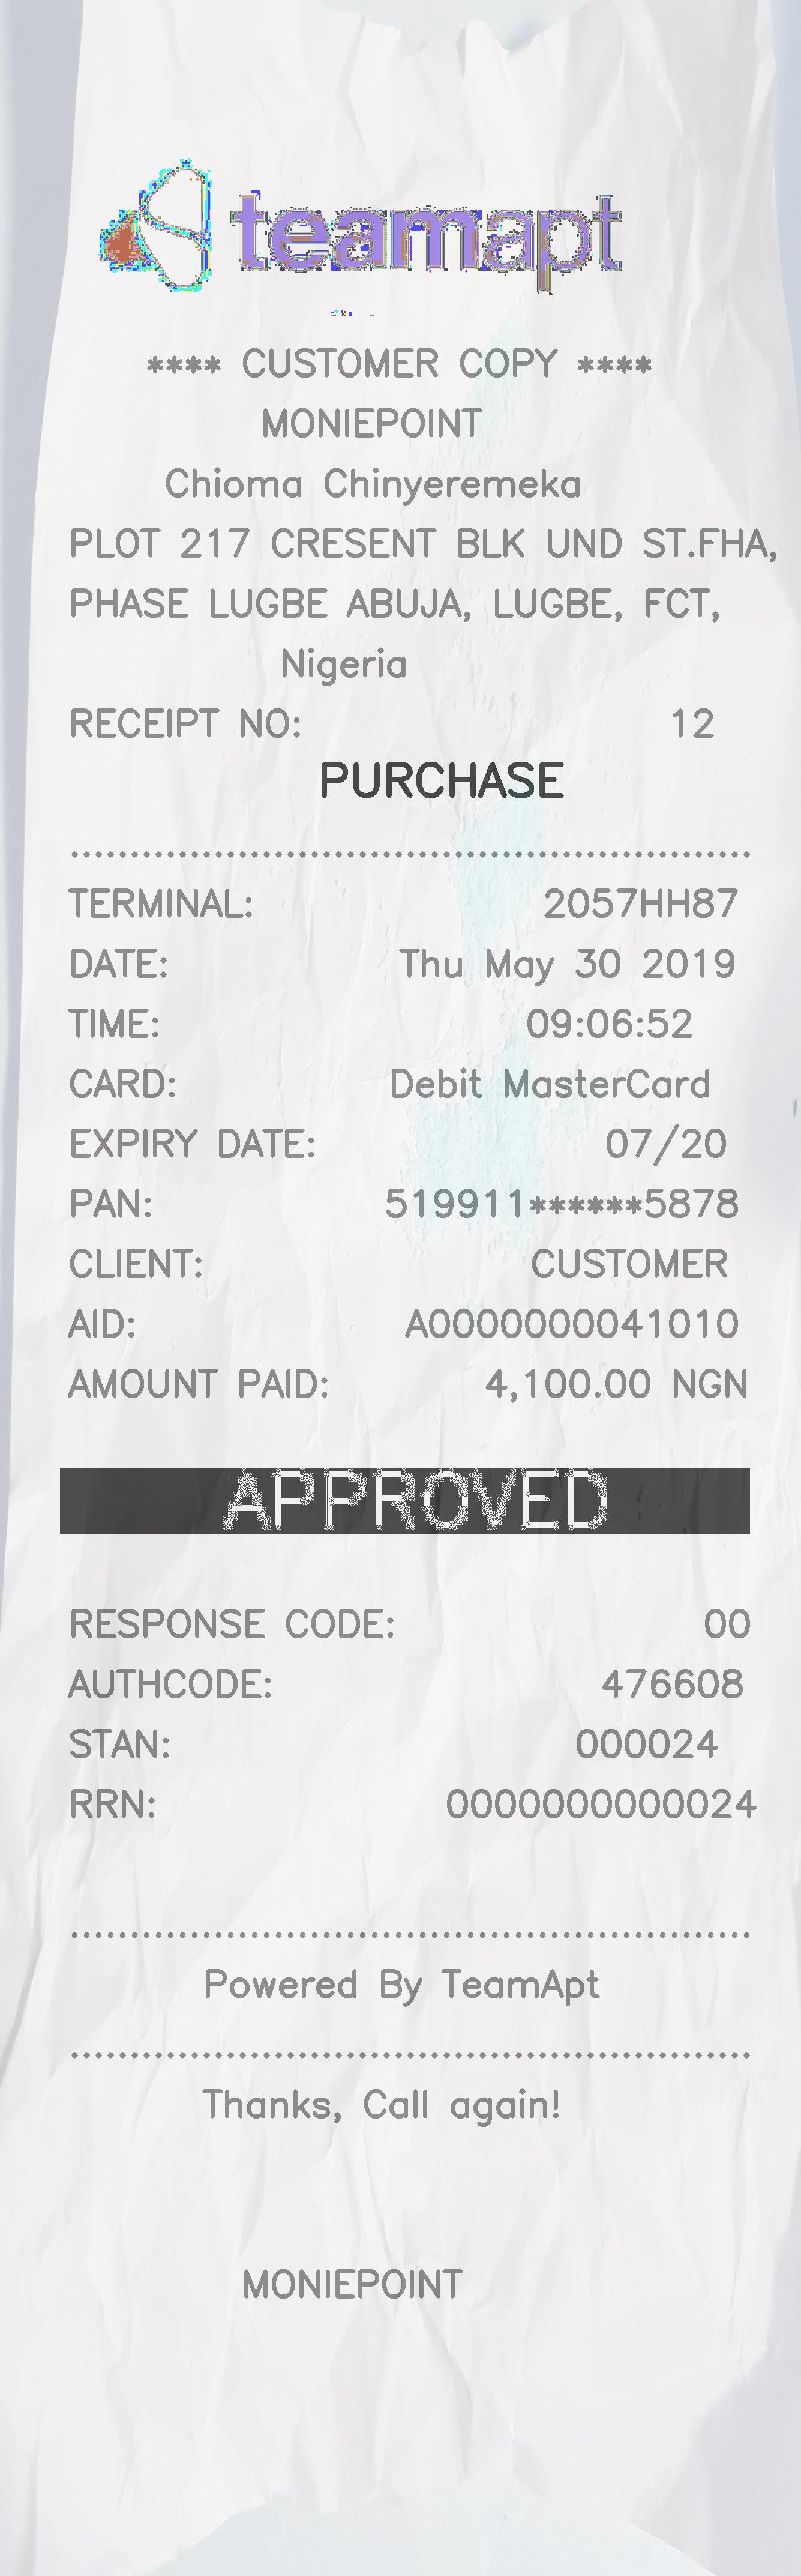 teamapt
**** CUSTOMER COPY ****
MONIEPOINT
Chioma Chinyeremeka
PLOT 217 CRESENT BLK UND ST.FHA,
PHASE LUGBE ABUJA, LUGBE, FCT,
Nigeria
RECEIPT NO: 12
PURCHASE
TERMINAL: 2057HH87
DATE: Thu May 30 2019
TIME: 09:06:52
CARD: Debit MasterCard
EXPIRY DATE: 07/20
PAN: 519911******5878
CLIENT: CUSTOMER
AID: A0000000041010
AMOUNT PAID: 4,100.00 NGN
APPROVED
RESPONSE CODE: 00
AUTHCODE: 476608
STAN: 000024
RRN: 0000000000024
Powered By TeamApt
Thanks, Call again!
MONIEPOINT